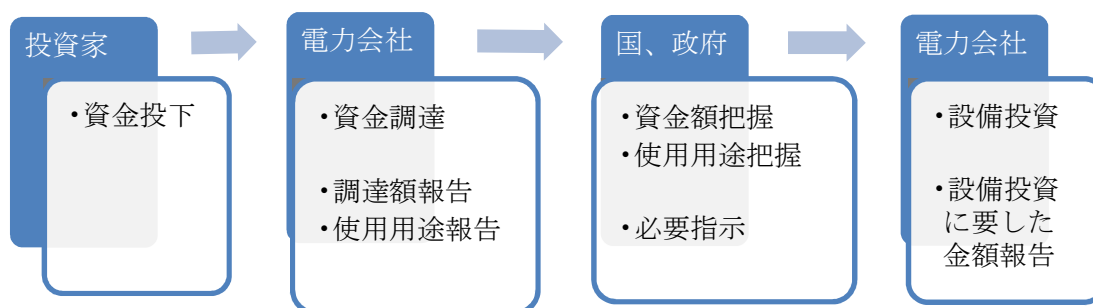 投資家
・資金投下
電力会社
・資金調達
・調達額報告
・使用用途報告
国、政府
・資金額把握
・使用用途把握
・必要指示
電力会社
・設備投資
・設備投資
に要した
金額報告